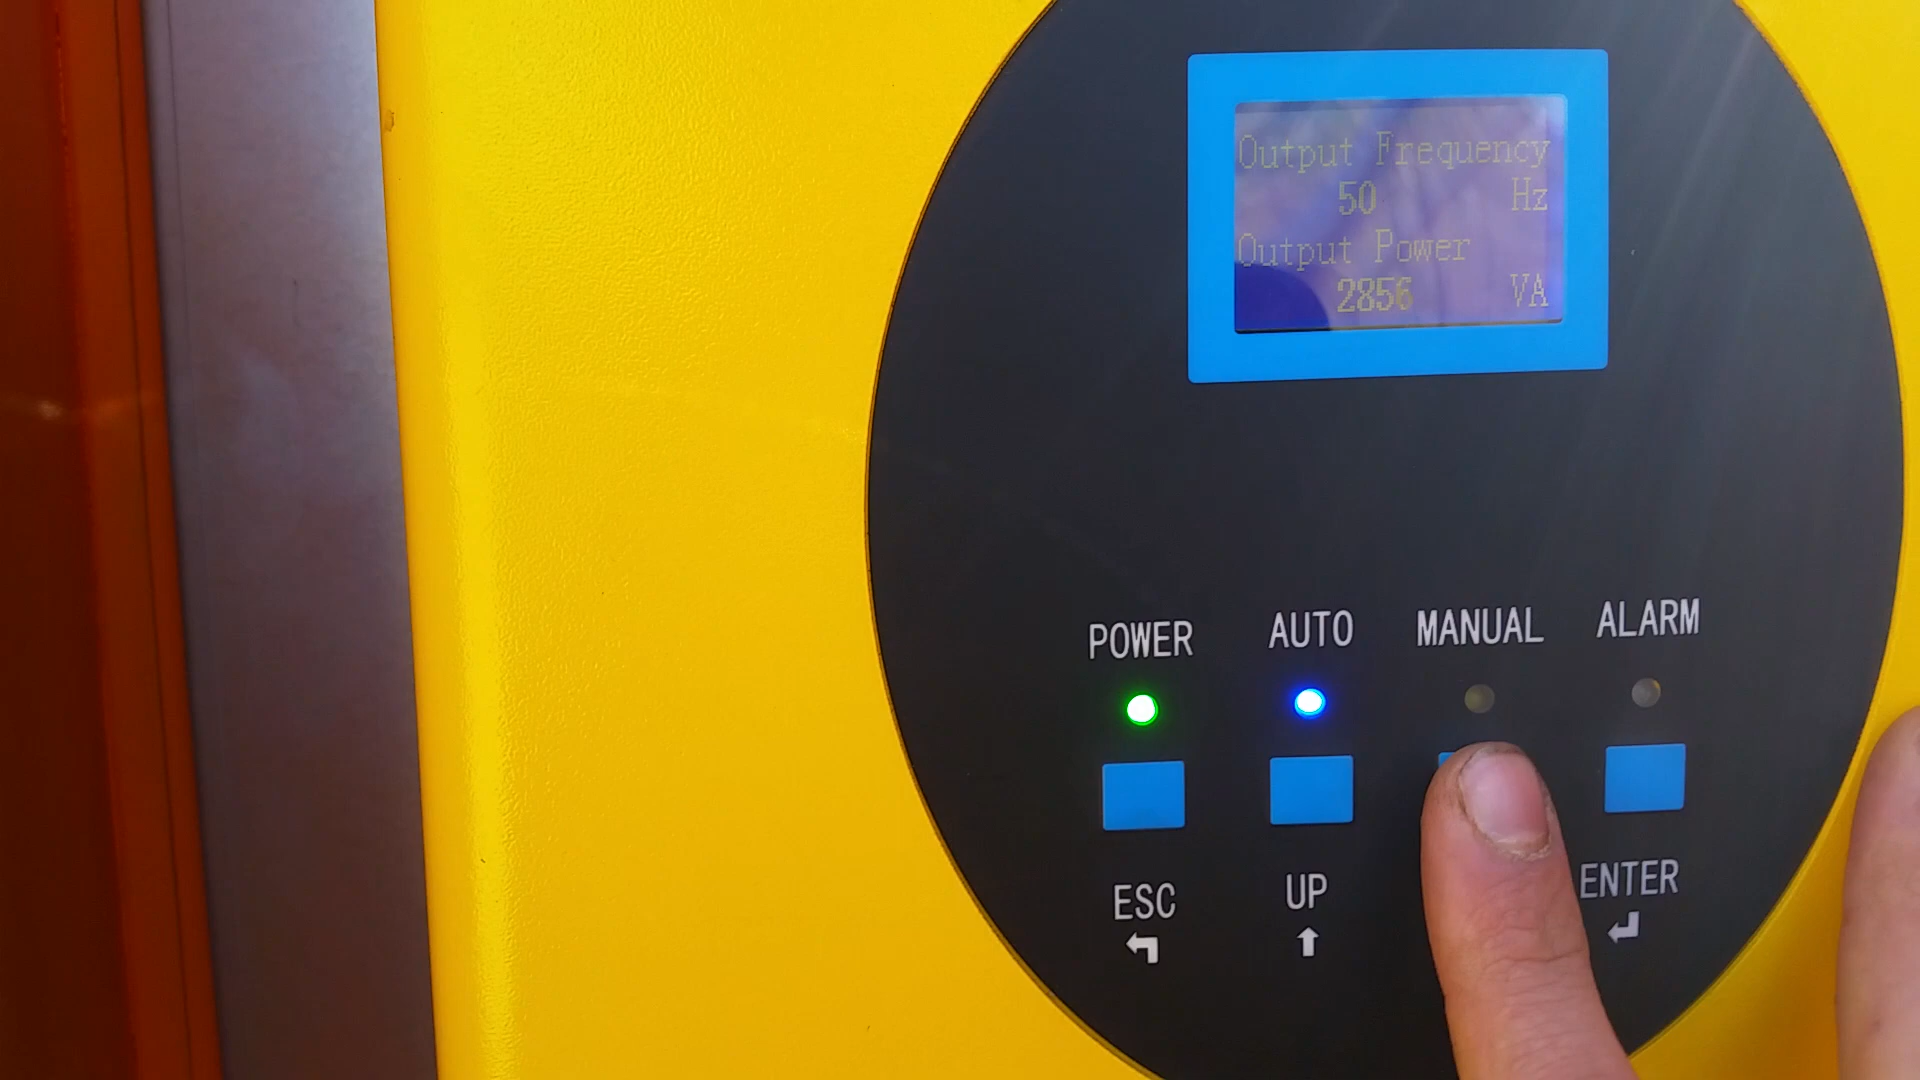 Output Frequency
50 Hz
Output Power
2856 VA
POWER AUTO MANUAL ALARM
ESC UP ENTER